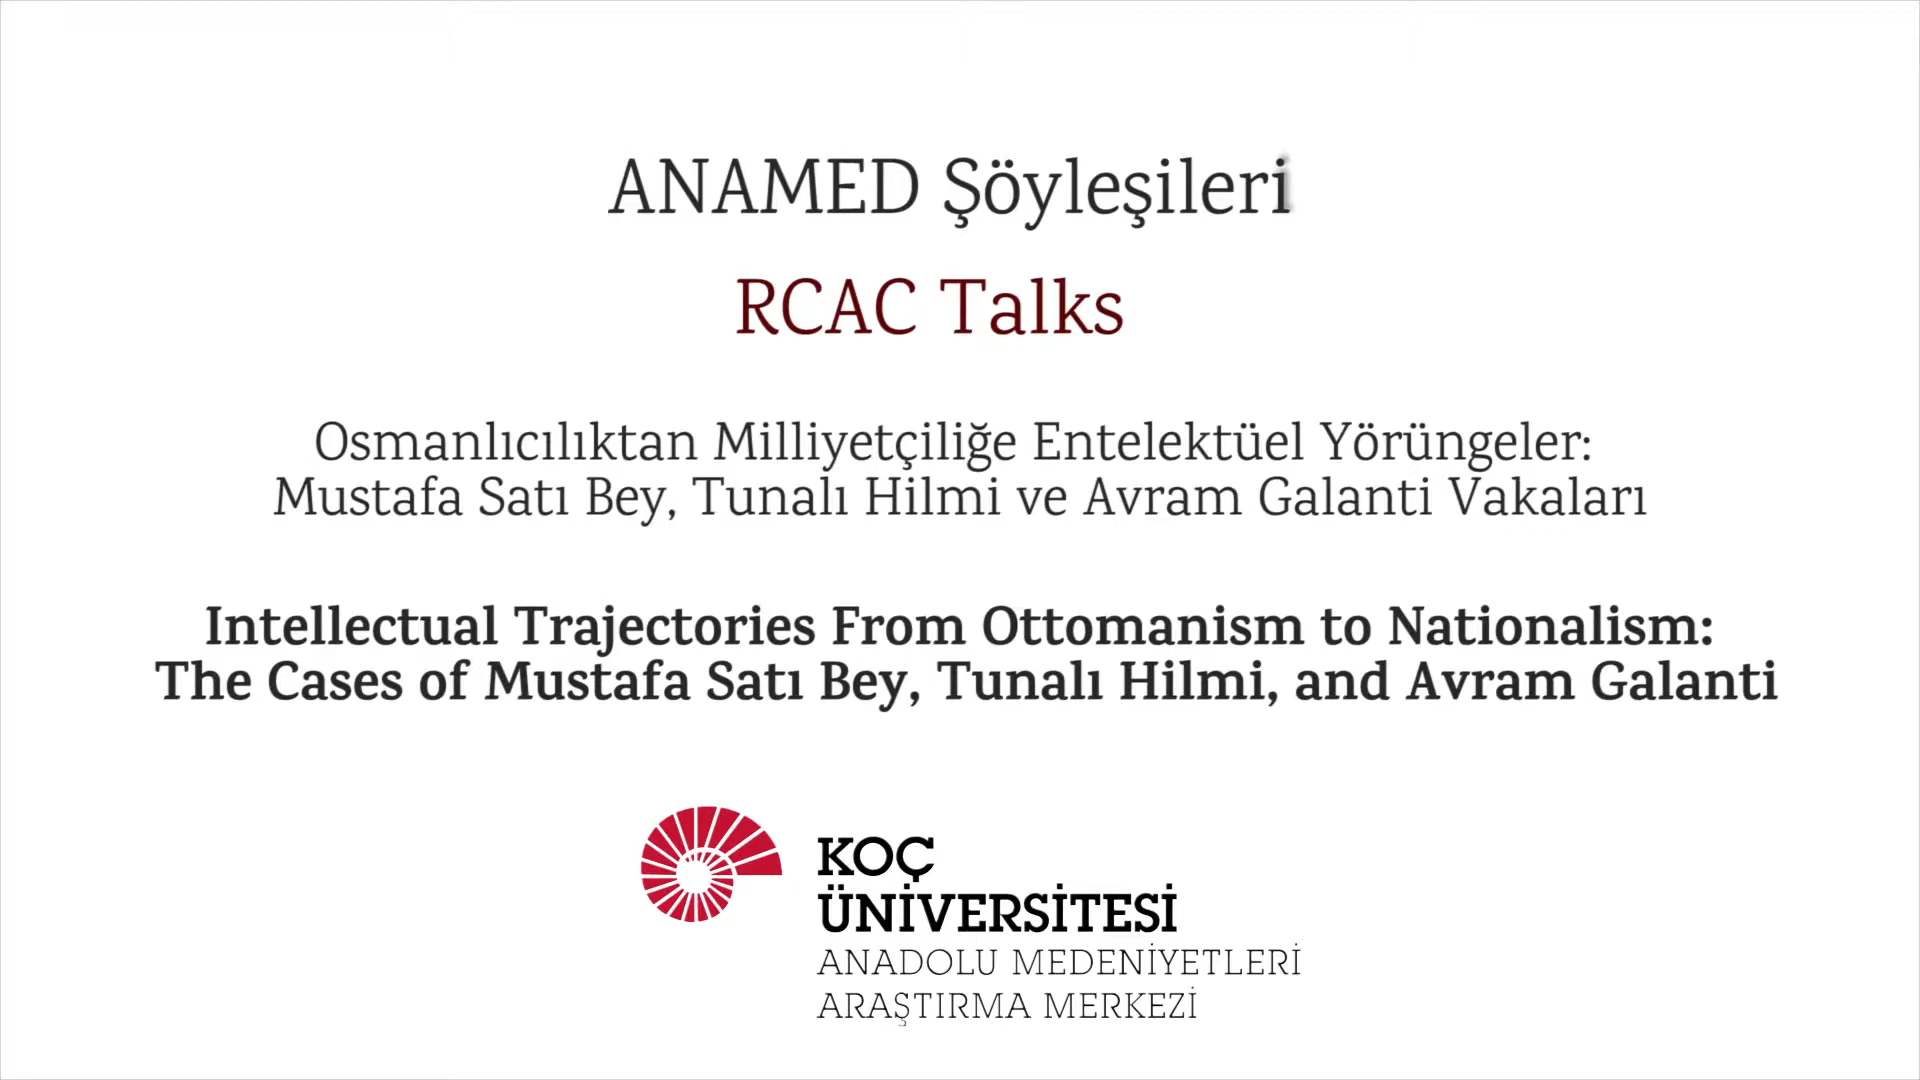 ANAMED Şöyleşileri
RCAC Talks
Osmanlıcılıktan Milliyetçiliğe Entelektüel Yörüngeler:
Mustafa Satı Bey, Tunalı Hilmi ve Avram Galanti Vakaları
Intellectual Trajectories From Ottomanism to Nationalism:
The Cases of Mustafa Satı Bey, Tunalı Hilmi, and Avram Galanti
KOÇ
ÜNİVERSİTESİ
ANADOLU MEDENİYETLERİ
ARAŞTIRMA MERKEZİ